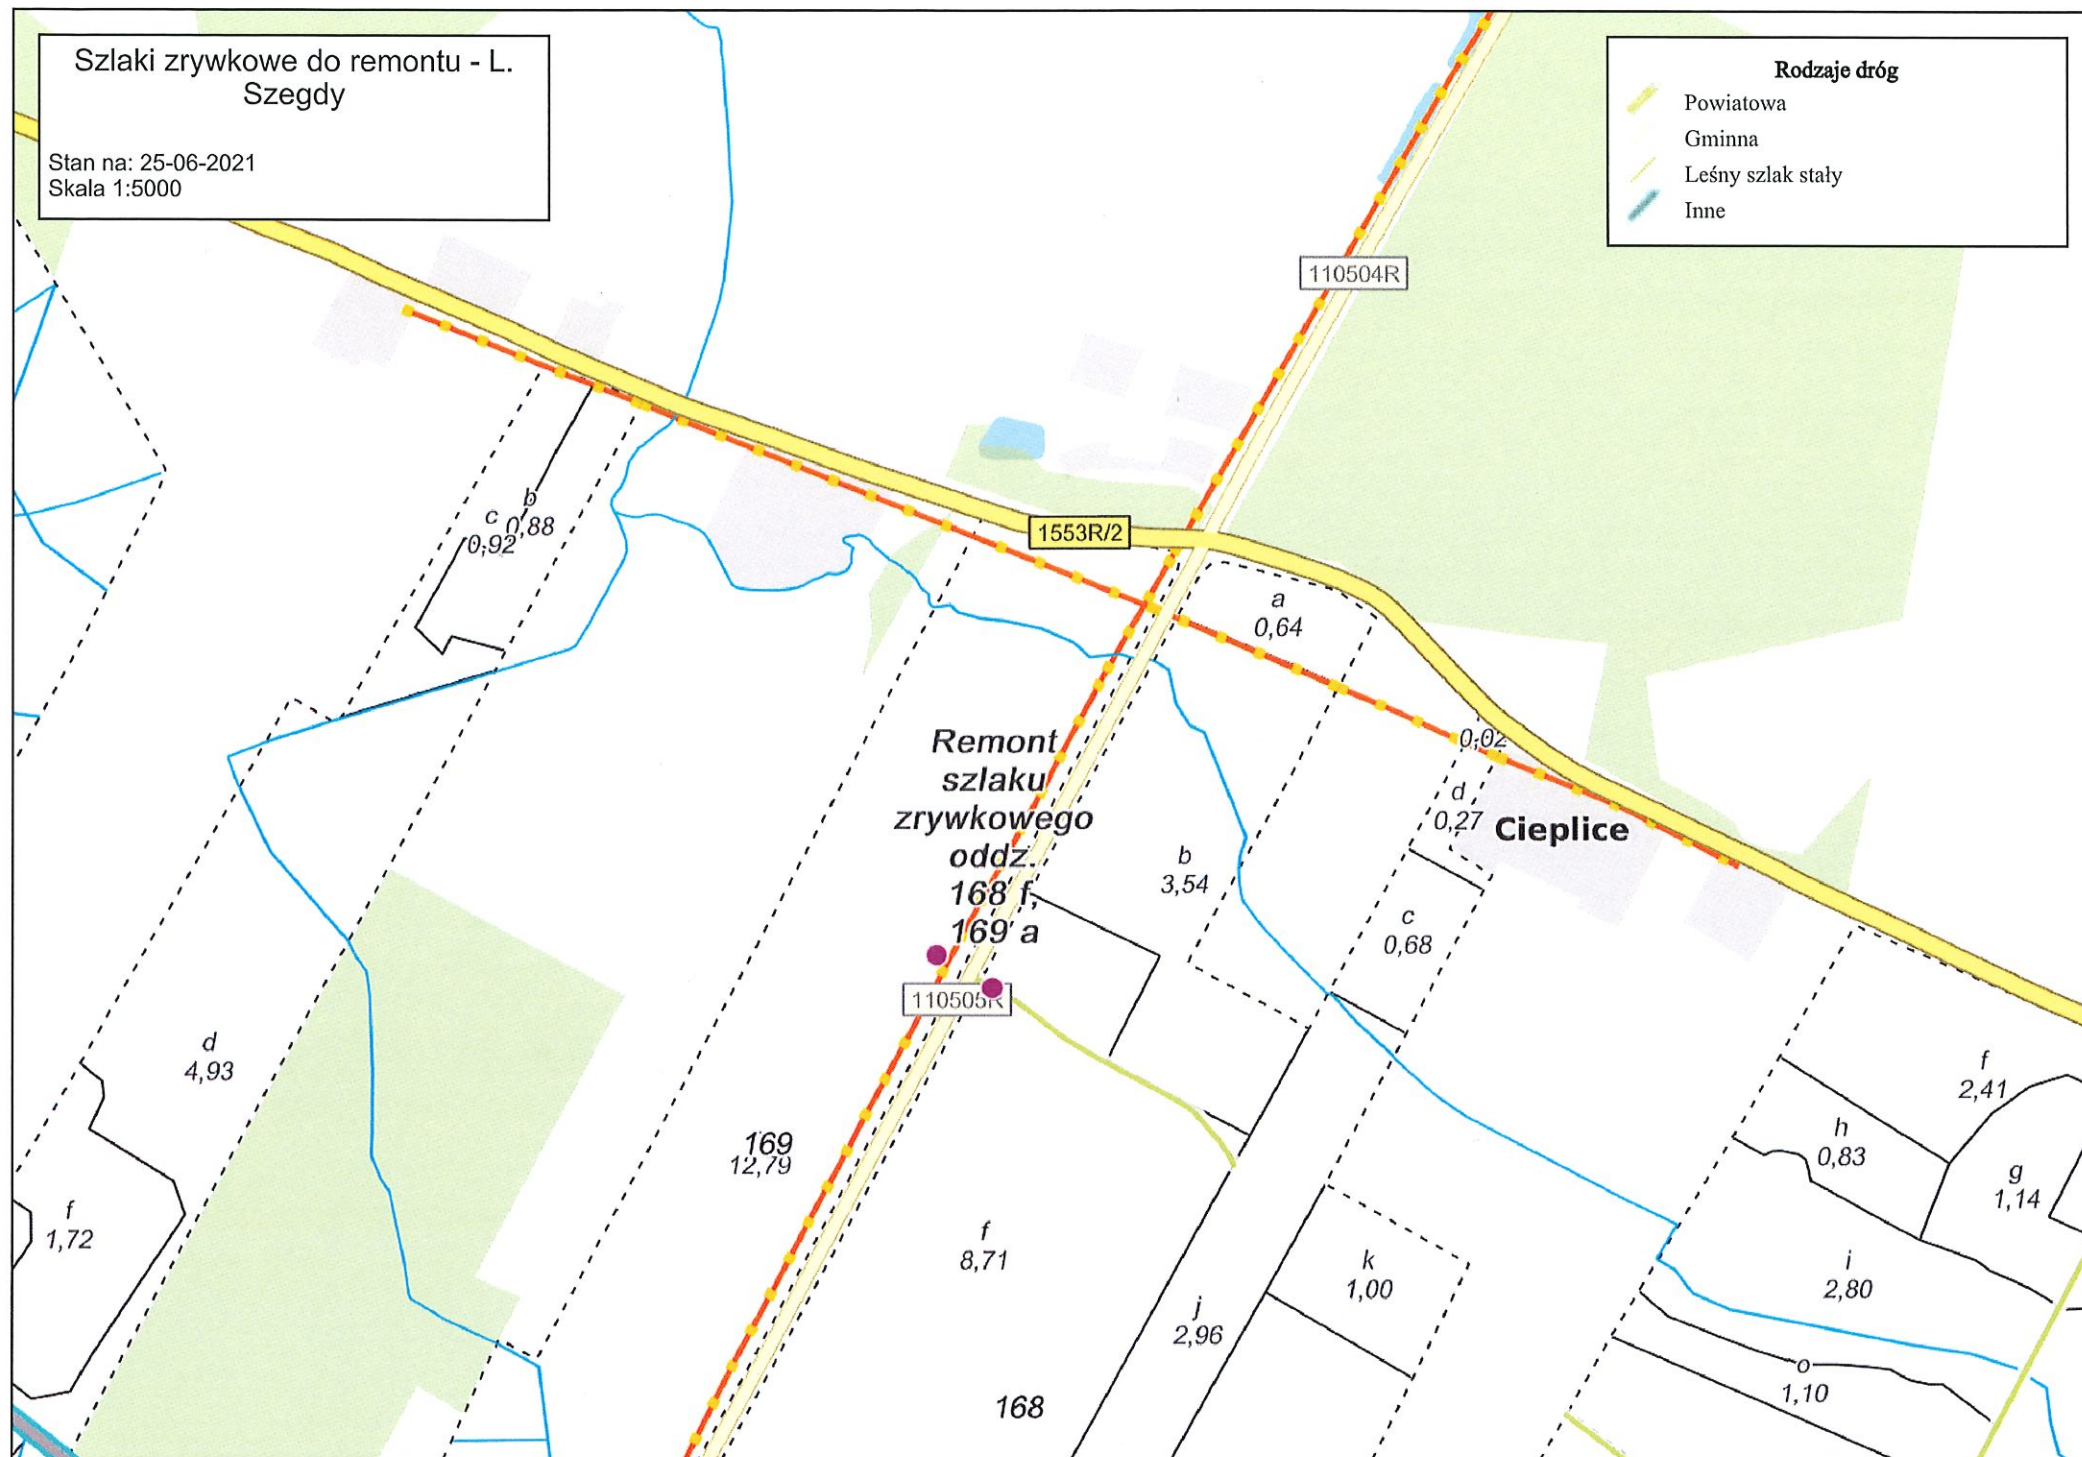 Szlaki zrywkowe do remontu - L.
Szegdy
Stan na: 25-06-2021
Skala 1:5000
Rodzaje dróg
Powiatowa
Gminna
Leśny szlak stały
Inne
110504R
b
0,88
c
0,92
1553R/2
a
0,64
0,02
d
0,27
Cieplice
Remont
szlaku
zrywkowego
oddz.
168 f,
169 a
b
3,54
c
0,68
110505R
d
4,93
f
2,41
h
0,83
g
1,14
169
12,79
f
1,72
f
8,71
k
1,00
i
2,80
j
2,96
o
1,10
168